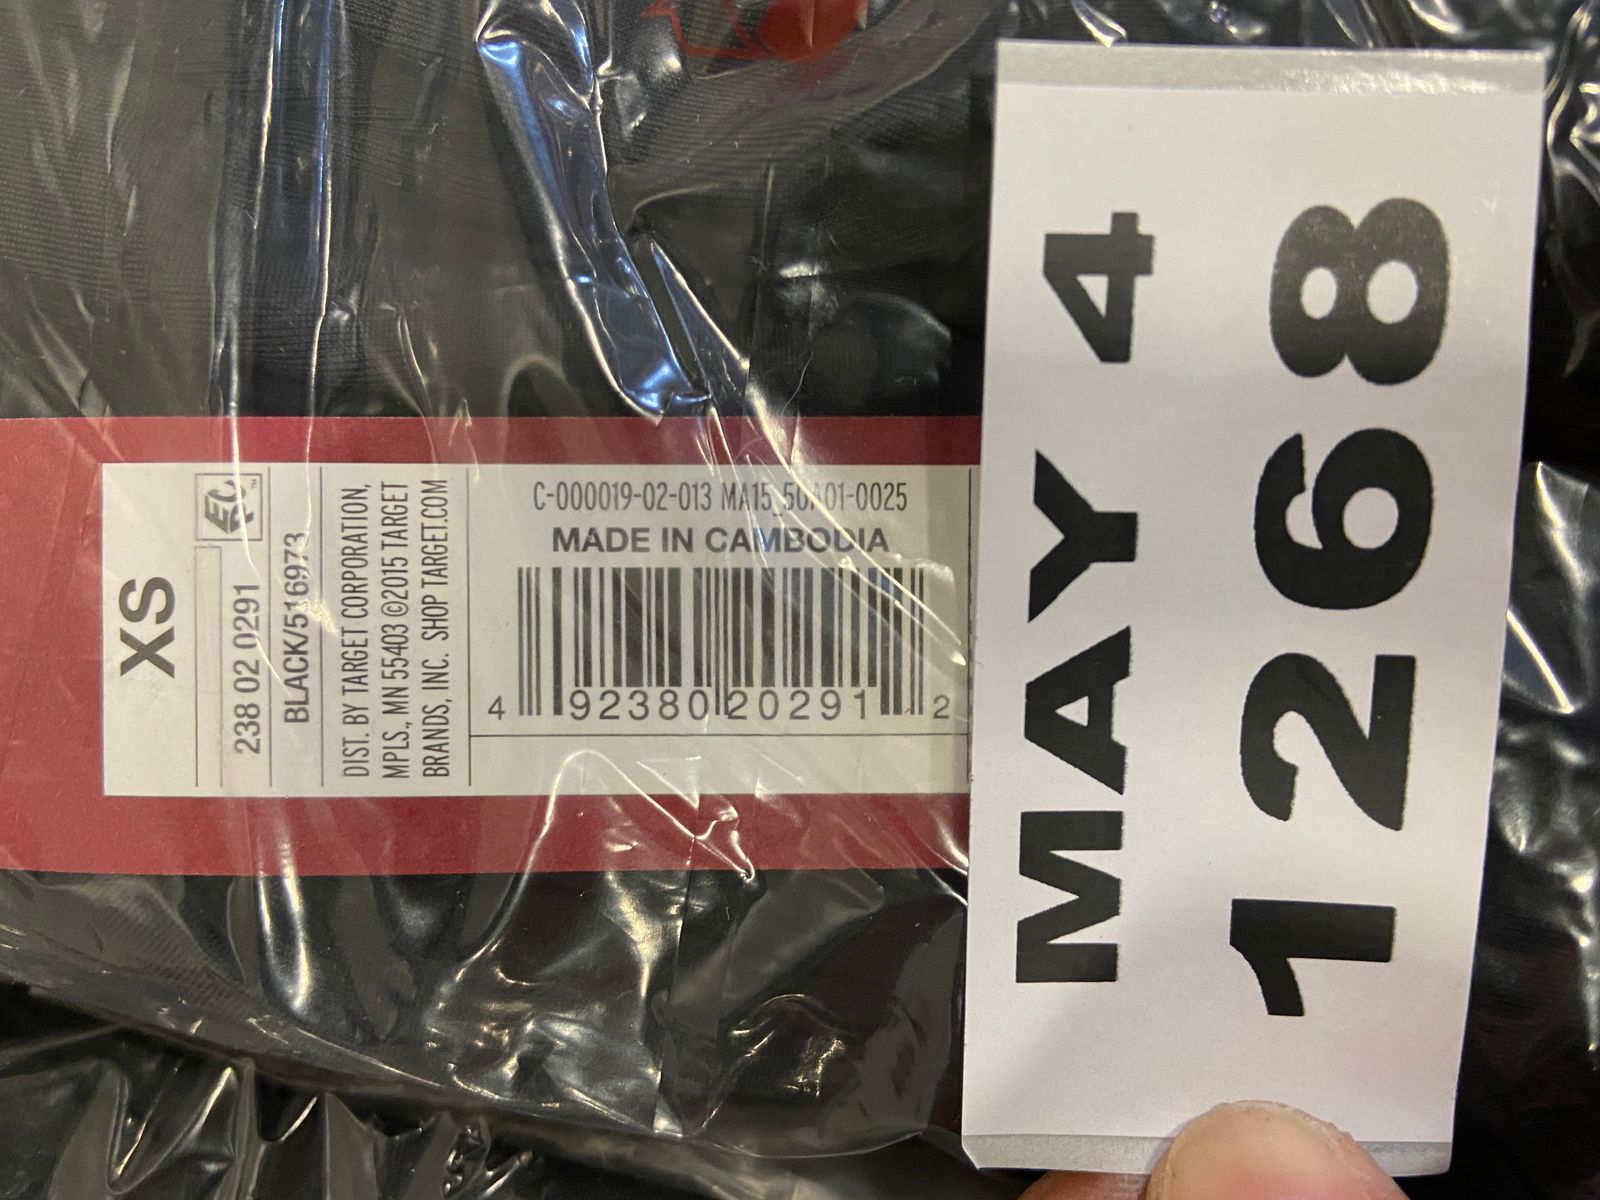 XS
238 02 0291
BLACK/516973
DIST. BY TARGET CORPORATION,
MPLS., MN 55403 ©2015 TARGET
BRANDS, INC. SHOP TARGET.COM
C-000019-02-013 MA15_50A01-0025
MADE IN CAMBODIA
4 92380 20291 2
MAY 4
1268